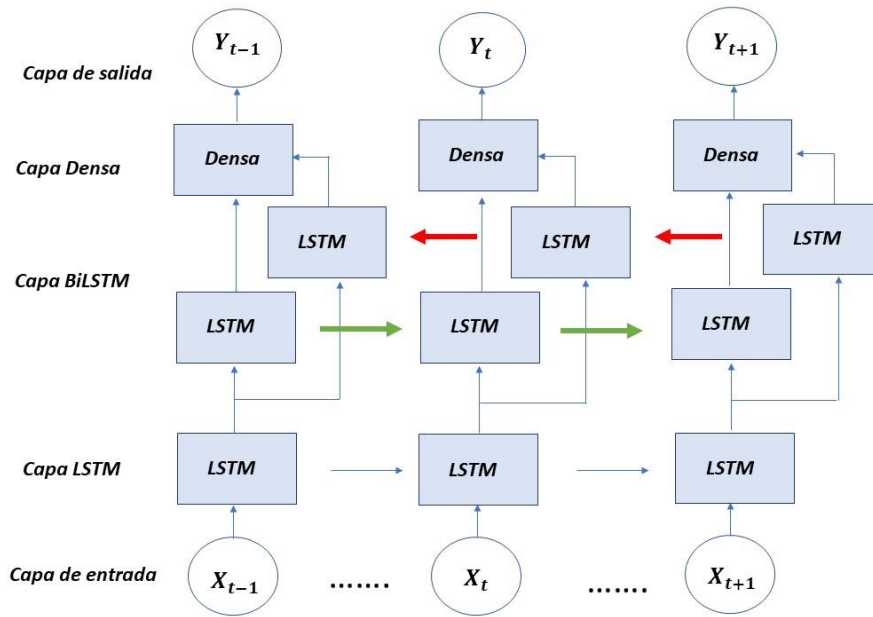 Y_{t-1} Y_t Y_{t+1}
Capa de salida
Densa Densa Densa
Capa Densa
LSTM LSTM LSTM
Capa BiLSTM
LSTM LSTM LSTM
Capa LSTM LSTM LSTM LSTM
Capa de entrada X_{t-1} ....... X_t ....... X_{t+1}